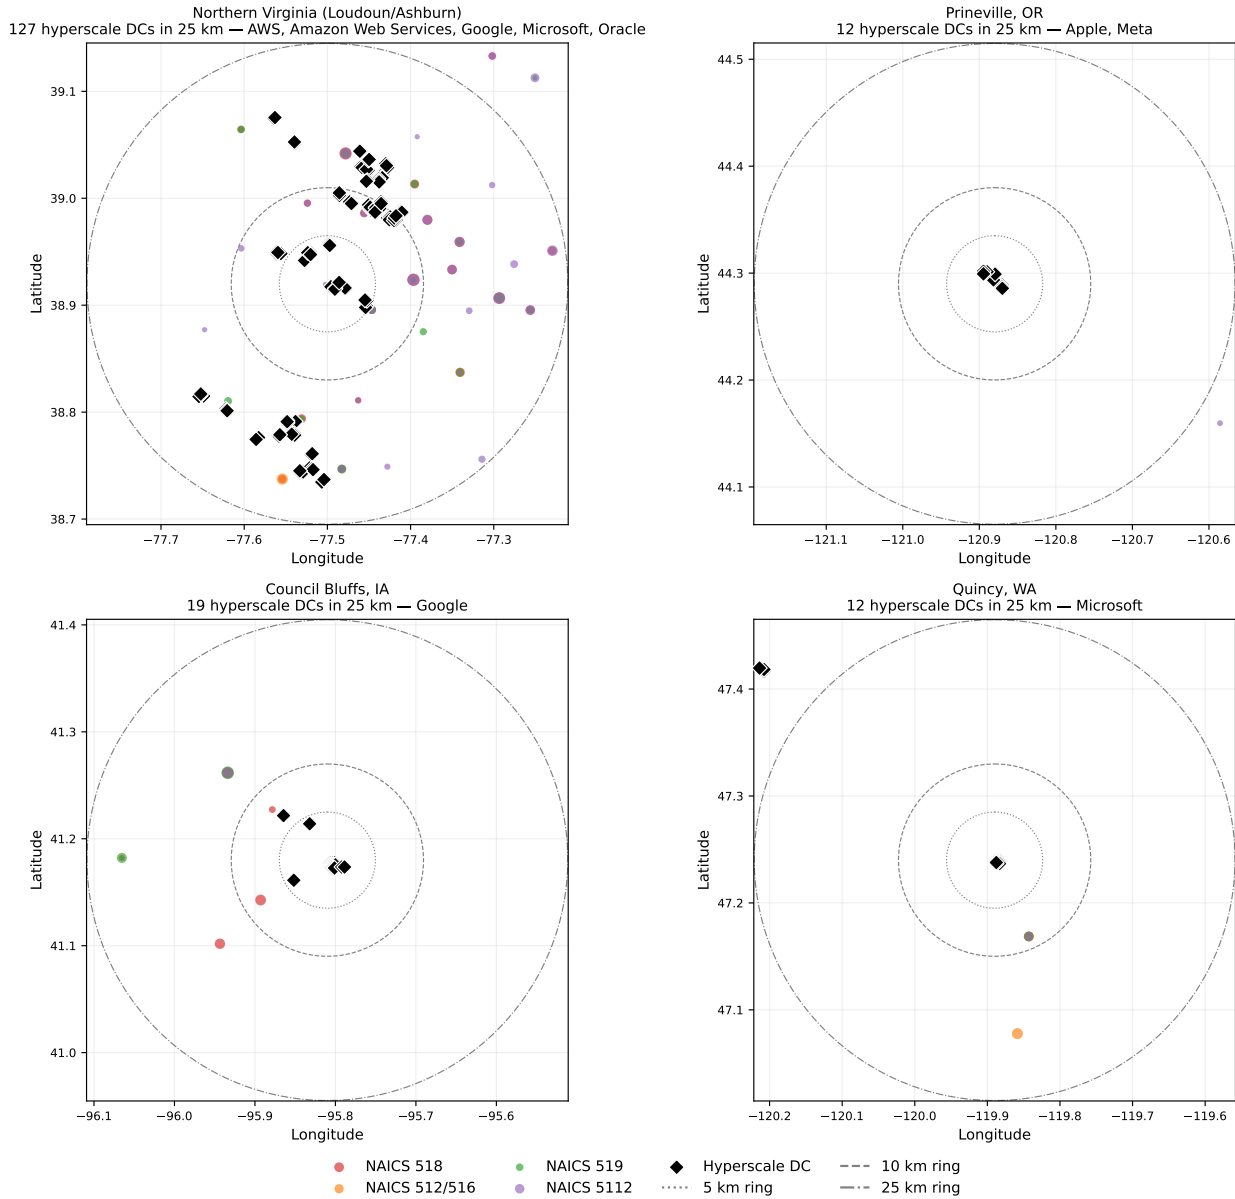 Northern Virginia (Loudoun/Ashburn)
127 hyperscale DCs in 25 km — AWS, Amazon Web Services, Google, Microsoft, Oracle
Latitude
39.1
39.0
38.9
38.8
38.7
−77.7
−77.6
−77.5
−77.4
−77.3
Longitude
Prineville, OR
12 hyperscale DCs in 25 km — Apple, Meta
Latitude
44.5
44.4
44.3
44.2
44.1
−121.1
−121.0
−120.9
−120.8
−120.7
−120.6
Longitude
Council Bluffs, IA
19 hyperscale DCs in 25 km — Google
Latitude
41.4
41.3
41.2
41.1
41.0
−96.1
−96.0
−95.9
−95.8
−95.7
−95.6
Longitude
Quincy, WA
12 hyperscale DCs in 25 km — Microsoft
Latitude
47.4
47.3
47.2
47.1
−120.2
−120.1
−120.0
−119.9
−119.8
−119.7
−119.6
Longitude
NAICS 518
NAICS 512/516
NAICS 519
NAICS 5112
Hyperscale DC
5 km ring
10 km ring
25 km ring